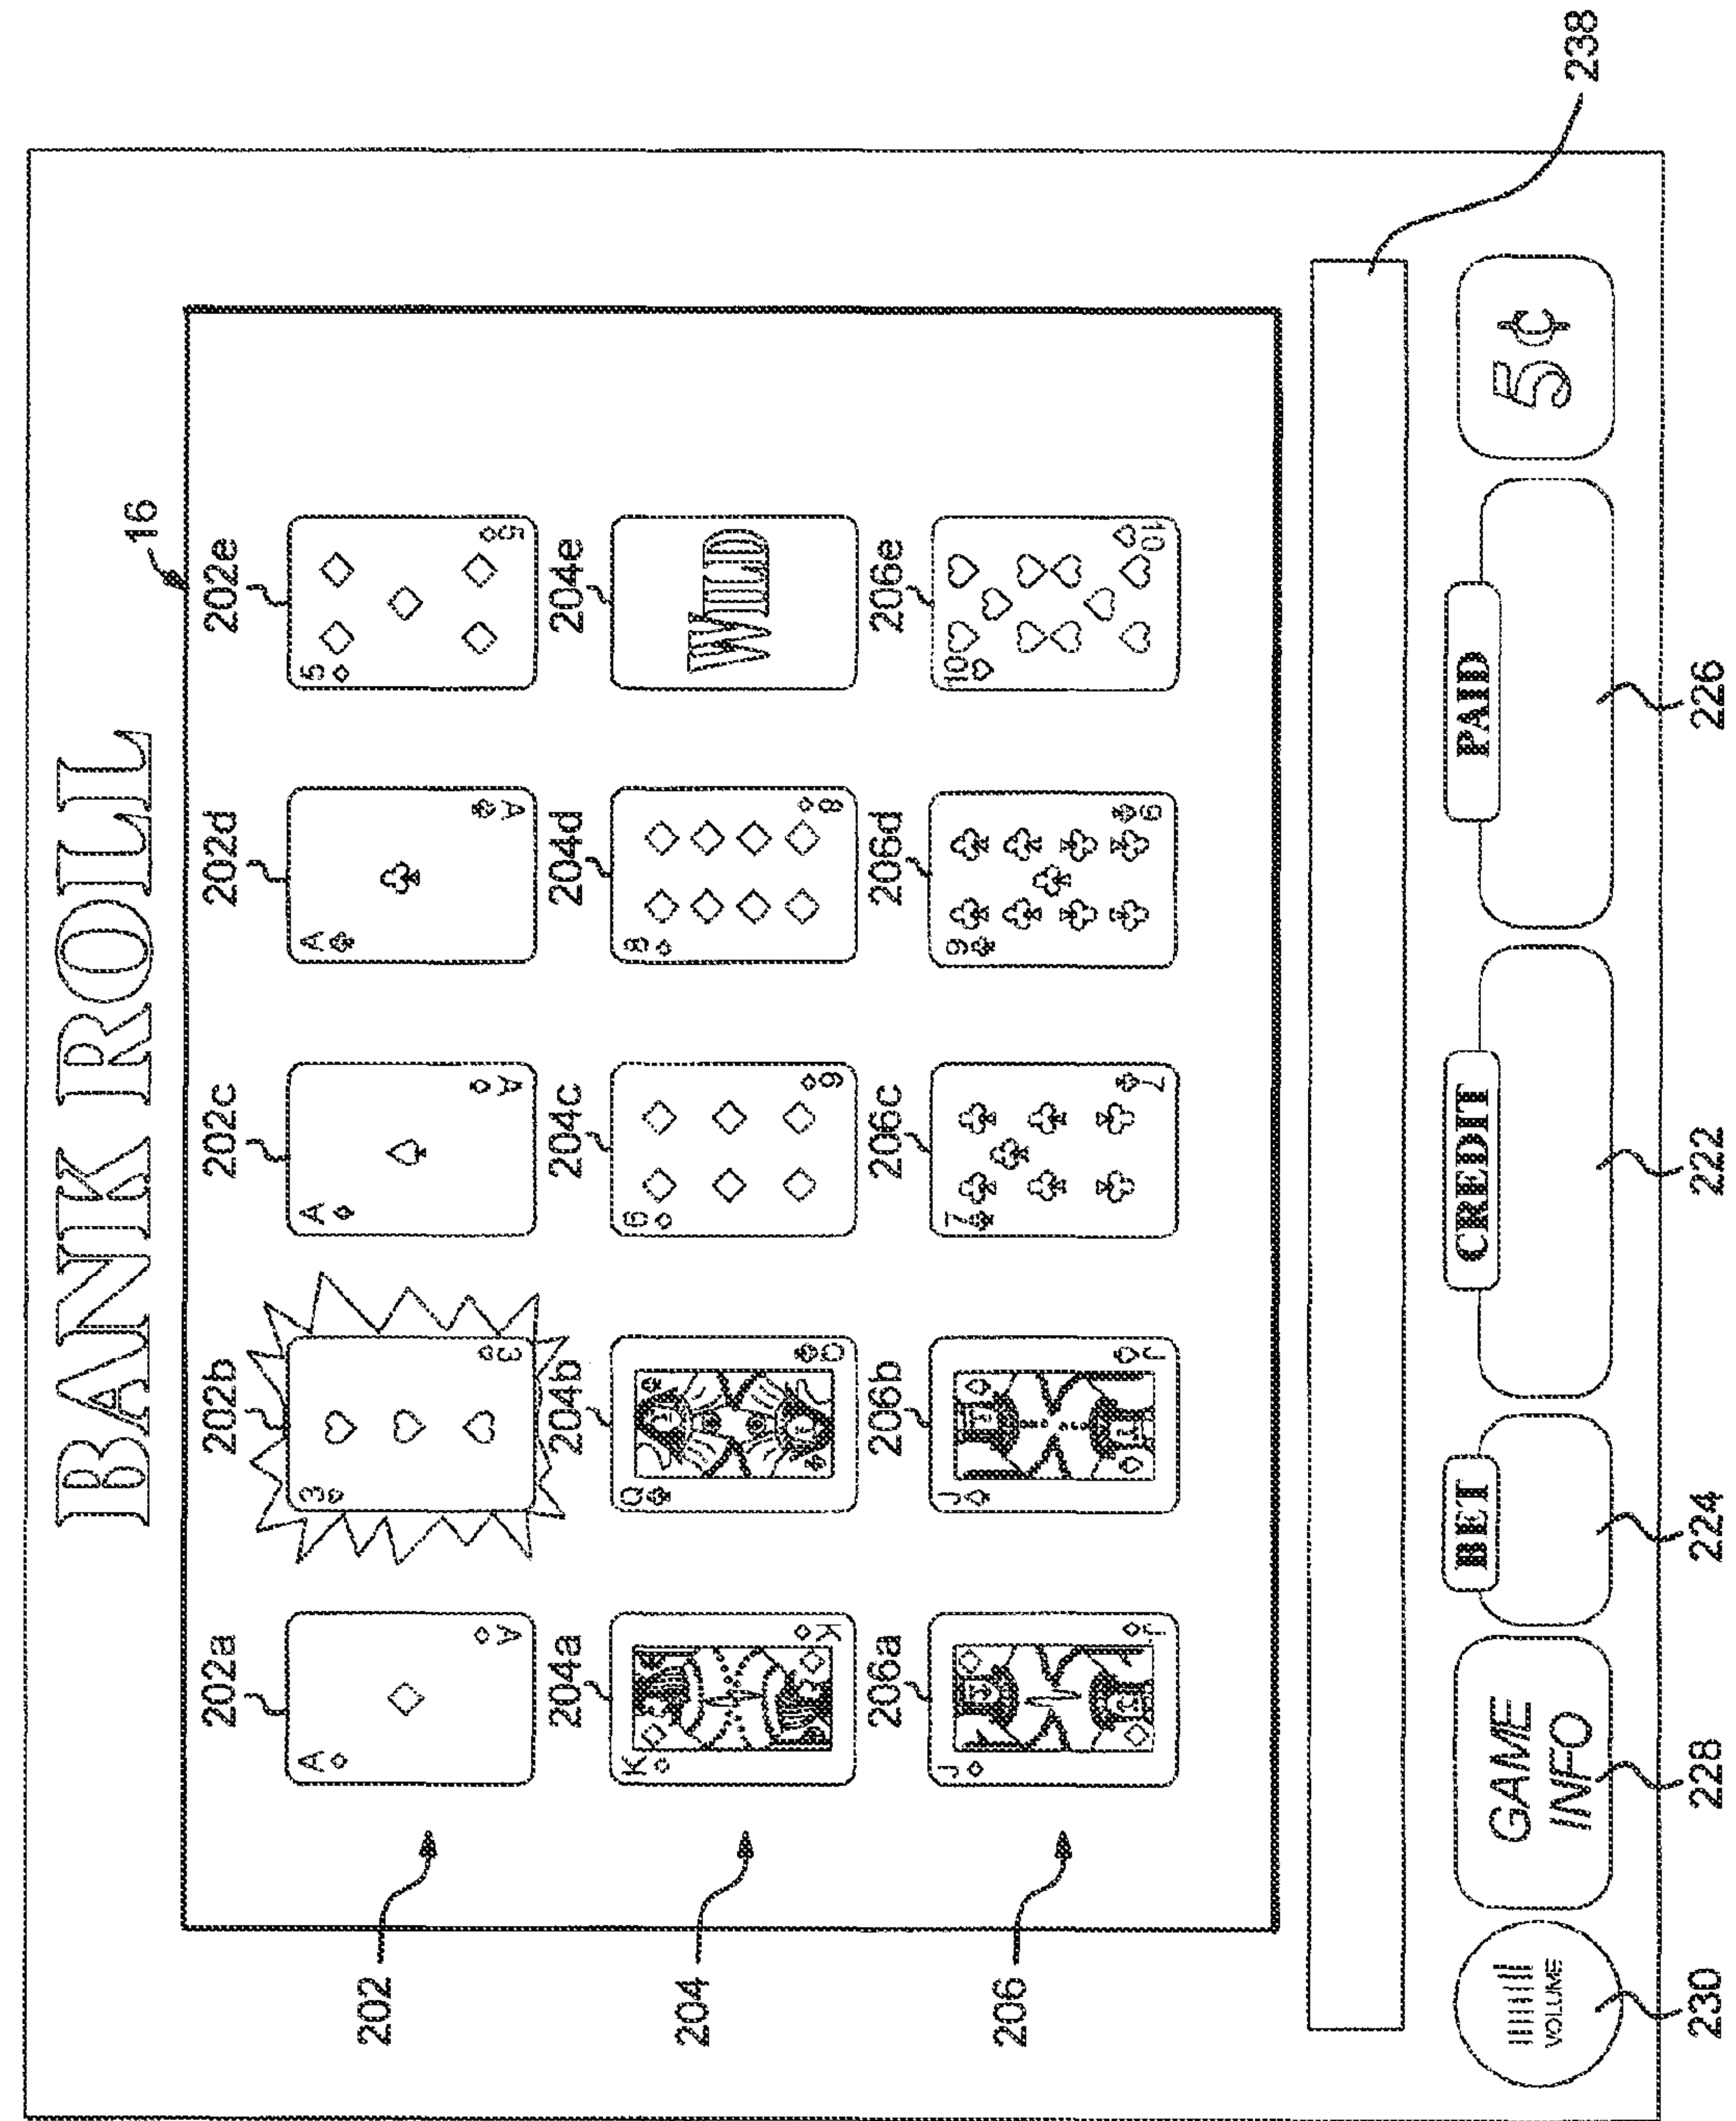 BANK ROLL
16
202a 202b 202c 202d 202e
A 3 A A 5
A 3 A A 5
202
204a 204b 204c 204d 204e
K Q 6 8
WILD
K Q 6 8
204
206a 206b 206c 206d 206e
J J 7 9 10
J J 7 9 10
206
238
VOLUME
GAME
INFO
BET
CREDIT
PAID
5¢
230 228 224 222 226